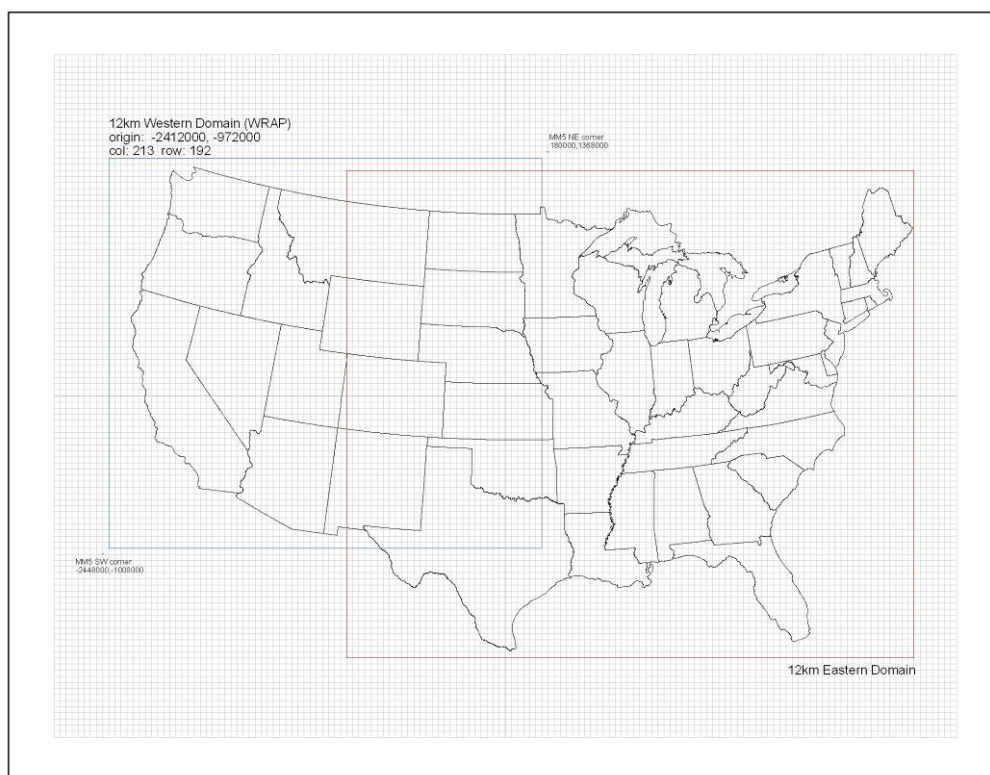 12km Western Domain (WRAP)
origin: -2412000, -972000
col: 213 row: 192
MM5 NE corner
180000,1368000
MM5 SW corner
-2448000,-1008000
12km Eastern Domain